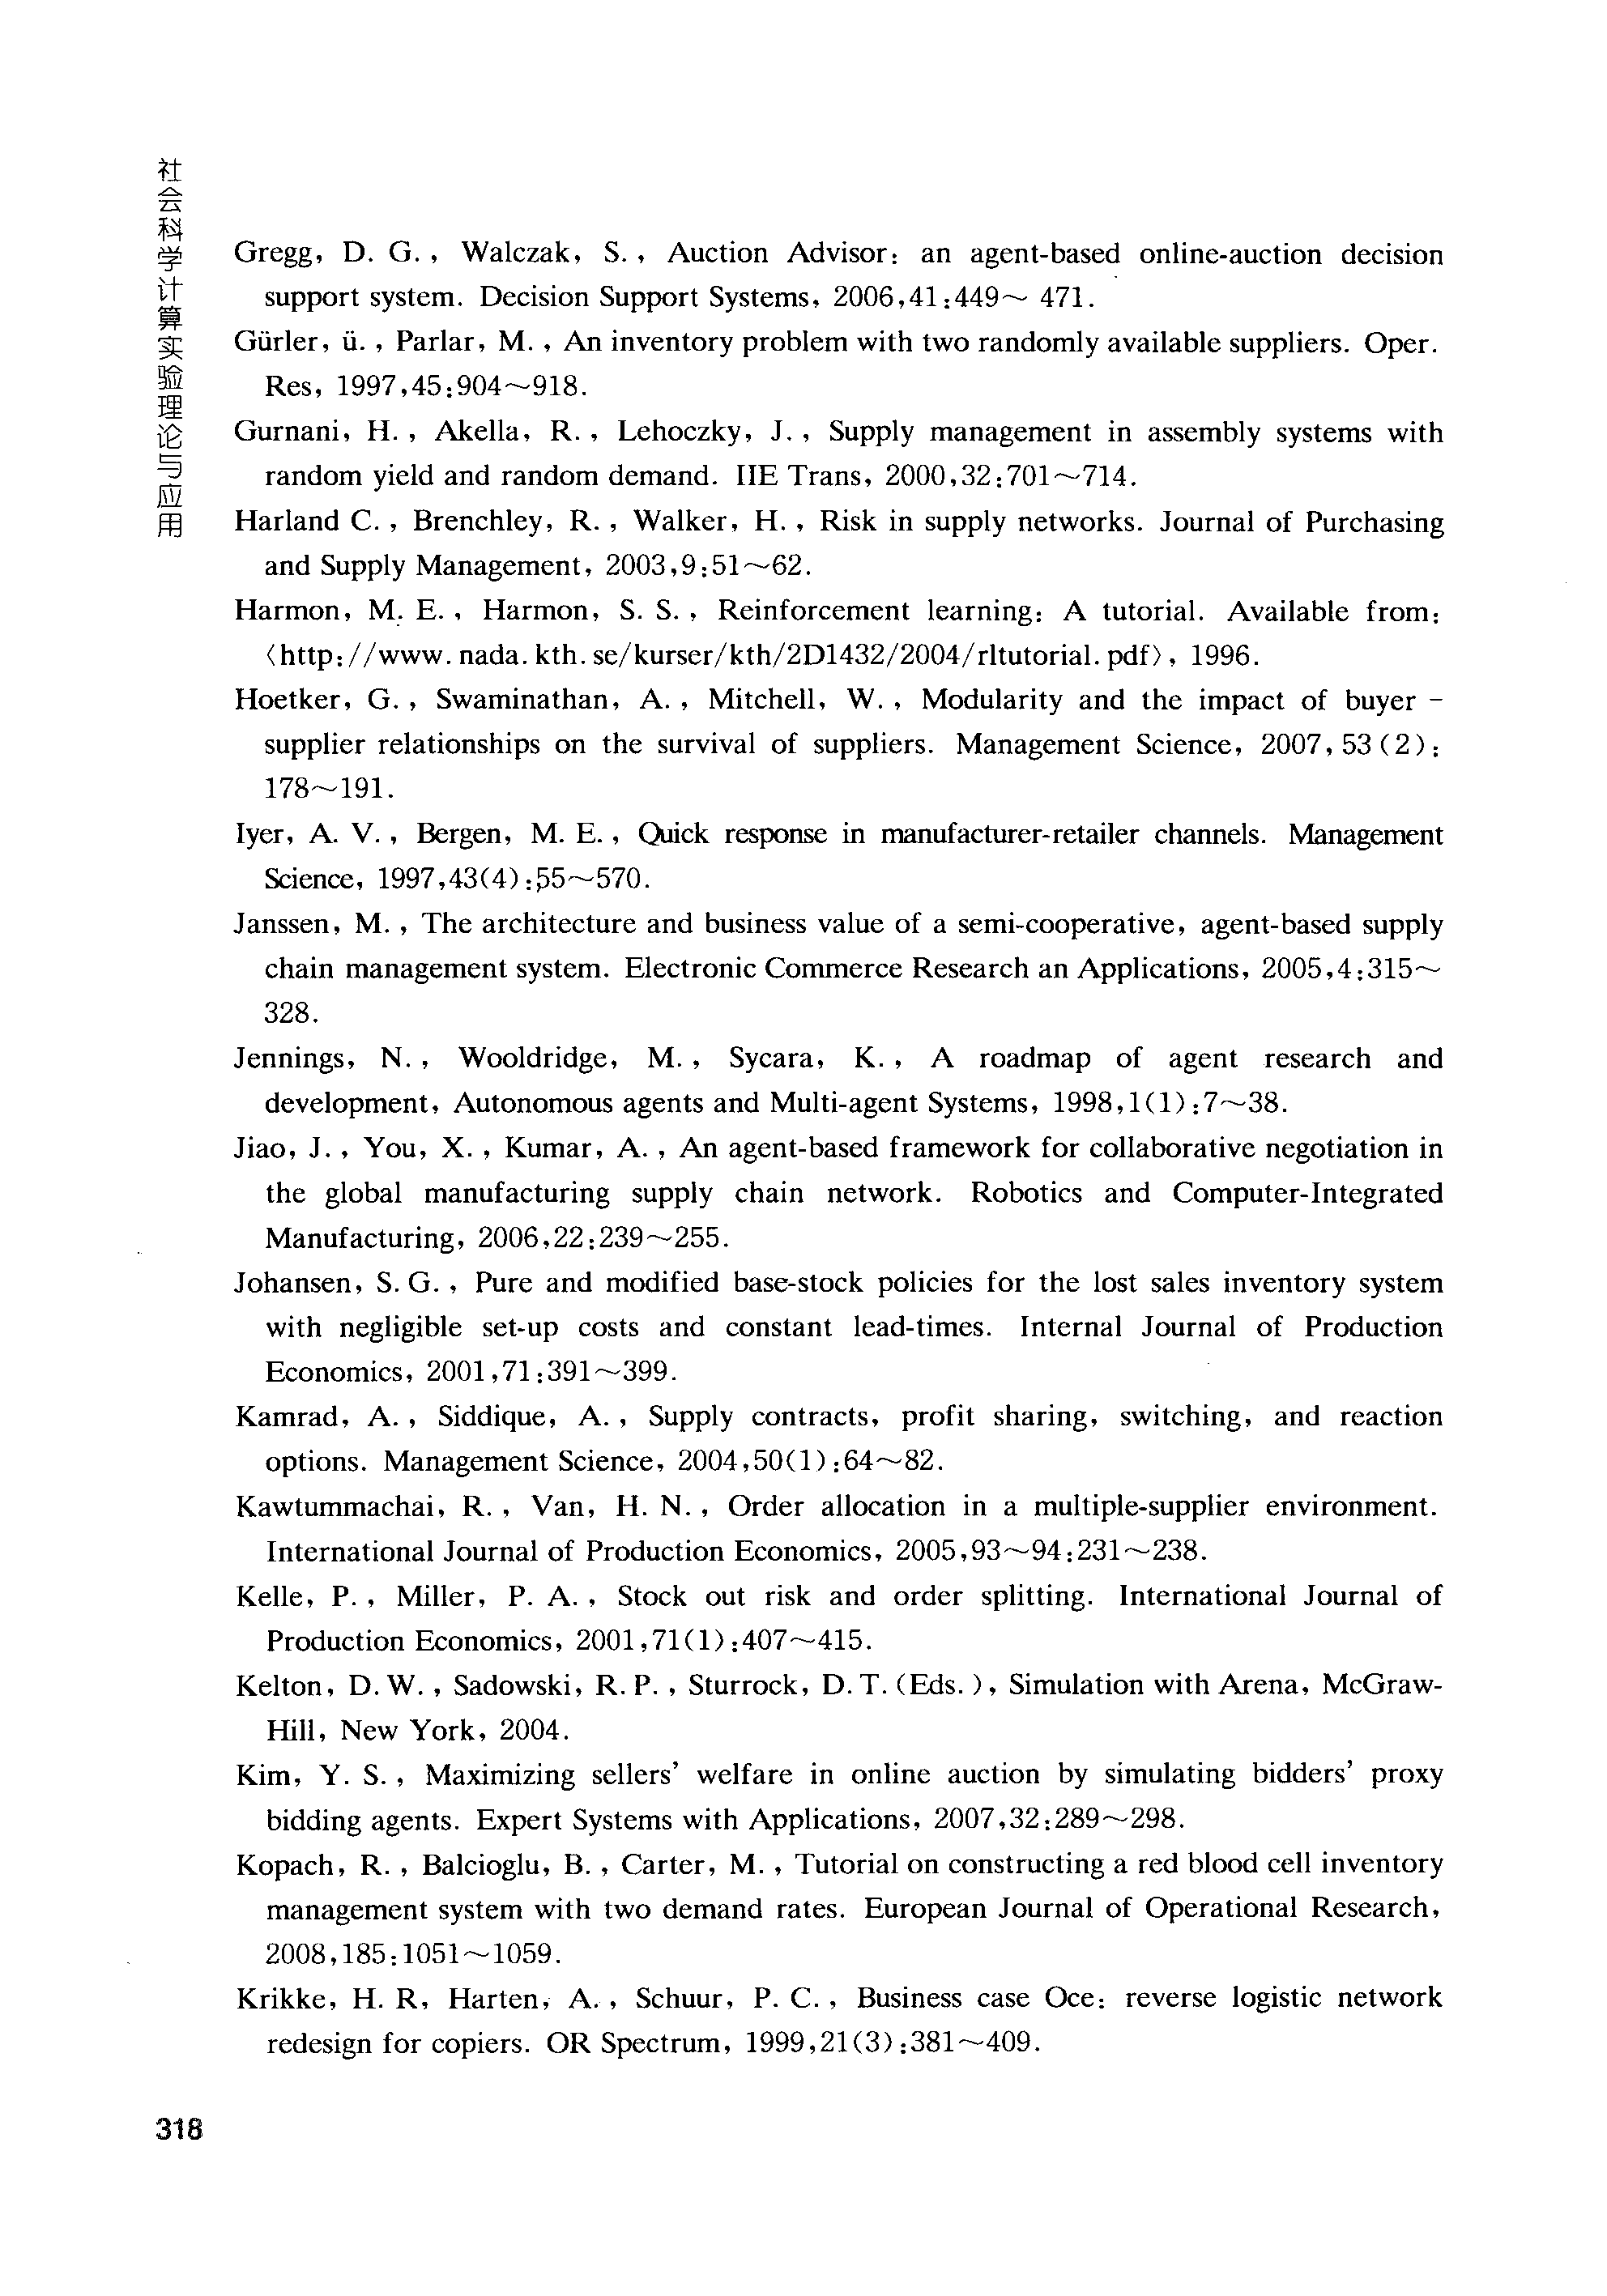 社会科学计算实验理论与应用
Gregg, D. G. , Walczak, S. , Auction Advisor: an agent-based online-auction decision
support system. Decision Support Systems, 2006,41:449～ 471.
Gürler, ü. , Parlar, M. , An inventory problem with two randomly available suppliers. Oper.
Res, 1997,45:904～918.
Gurnani, H. , Akella, R. , Lehoczky, J. , Supply management in assembly systems with
random yield and random demand. IIE Trans, 2000,32:701～714.
Harland C. , Brenchley, R. , Walker, H. , Risk in supply networks. Journal of Purchasing
and Supply Management, 2003,9:51～62.
Harmon, M. E. , Harmon, S. S. , Reinforcement learning: A tutorial. Available from:
〈http://www. nada. kth. se/kurser/kth/2D1432/2004/rltutorial. pdf〉, 1996.
Hoetker, G. , Swaminathan, A. , Mitchell, W. , Modularity and the impact of buyer -
supplier relationships on the survival of suppliers. Management Science, 2007, 53(2):
178～191.
Iyer, A. V. , Bergen, M. E. , Quick response in manufacturer-retailer channels. Management
Science, 1997,43(4):55～570.
Janssen, M. , The architecture and business value of a semi-cooperative, agent-based supply
chain management system. Electronic Commerce Research an Applications, 2005,4:315～
328.
Jennings, N. , Wooldridge, M. , Sycara, K. , A roadmap of agent research and
development, Autonomous agents and Multi-agent Systems, 1998,1(1):7～38.
Jiao, J. , You, X. , Kumar, A. , An agent-based framework for collaborative negotiation in
the global manufacturing supply chain network. Robotics and Computer-Integrated
Manufacturing, 2006,22:239～255.
Johansen, S. G. , Pure and modified base-stock policies for the lost sales inventory system
with negligible set-up costs and constant lead-times. Internal Journal of Production
Economics, 2001,71:391～399.
Kamrad, A. , Siddique, A. , Supply contracts, profit sharing, switching, and reaction
options. Management Science, 2004,50(1):64～82.
Kawtummachai, R. , Van, H. N. , Order allocation in a multiple-supplier environment.
International Journal of Production Economics, 2005,93～94:231～238.
Kelle, P. , Miller, P. A. , Stock out risk and order splitting. International Journal of
Production Economics, 2001,71(1):407～415.
Kelton, D. W. , Sadowski, R. P. , Sturrock, D. T. (Eds. ), Simulation with Arena, McGraw-
Hill, New York, 2004.
Kim, Y. S. , Maximizing sellers’ welfare in online auction by simulating bidders’ proxy
bidding agents. Expert Systems with Applications, 2007,32:289～298.
Kopach, R. , Balcioglu, B. , Carter, M. , Tutorial on constructing a red blood cell inventory
management system with two demand rates. European Journal of Operational Research,
2008,185:1051～1059.
Krikke, H. R, Harten, A. , Schuur, P. C. , Business case Oce: reverse logistic network
redesign for copiers. OR Spectrum, 1999,21(3):381～409.
318